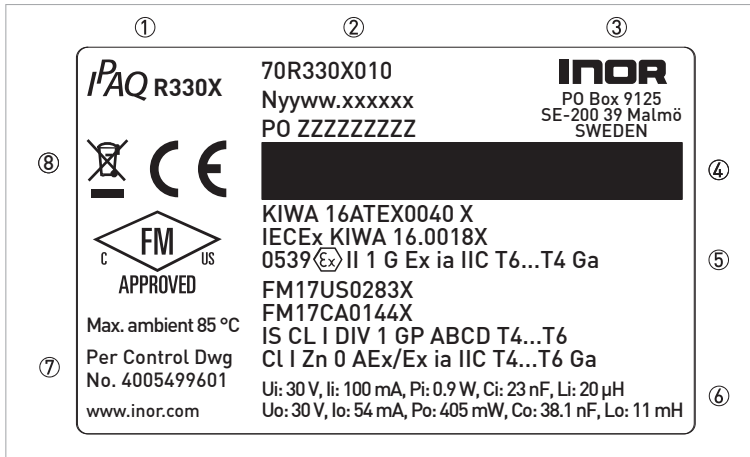 ① ② ③
IPAQ R330X
70R330X010
Nyyww.xxxxxx
PO ZZZZZZZZZ
INOR
PO Box 9125
SE-200 39 Malmö
SWEDEN
⑧
CE
④
KIWA 16ATEX0040 X
IECEx KIWA 16.0018X
0539 Ex II 1 G Ex ia IIC T6...T4 Ga
⑤
FM
C US
APPROVED
FM17US0283X
FM17CA0144X
IS CL I DIV 1 GP ABCD T4...T6
Cl I Zn 0 AEx/Ex ia IIC T4...T6 Ga
Max. ambient 85 °C
⑦
Per Control Dwg
No. 4005499601
www.inor.com
Ui: 30 V, Ii: 100 mA, Pi: 0.9 W, Ci: 23 nF, Li: 20 µH
Uo: 30 V, Io: 54 mA, Po: 405 mW, Co: 38.1 nF, Lo: 11 mH
⑥